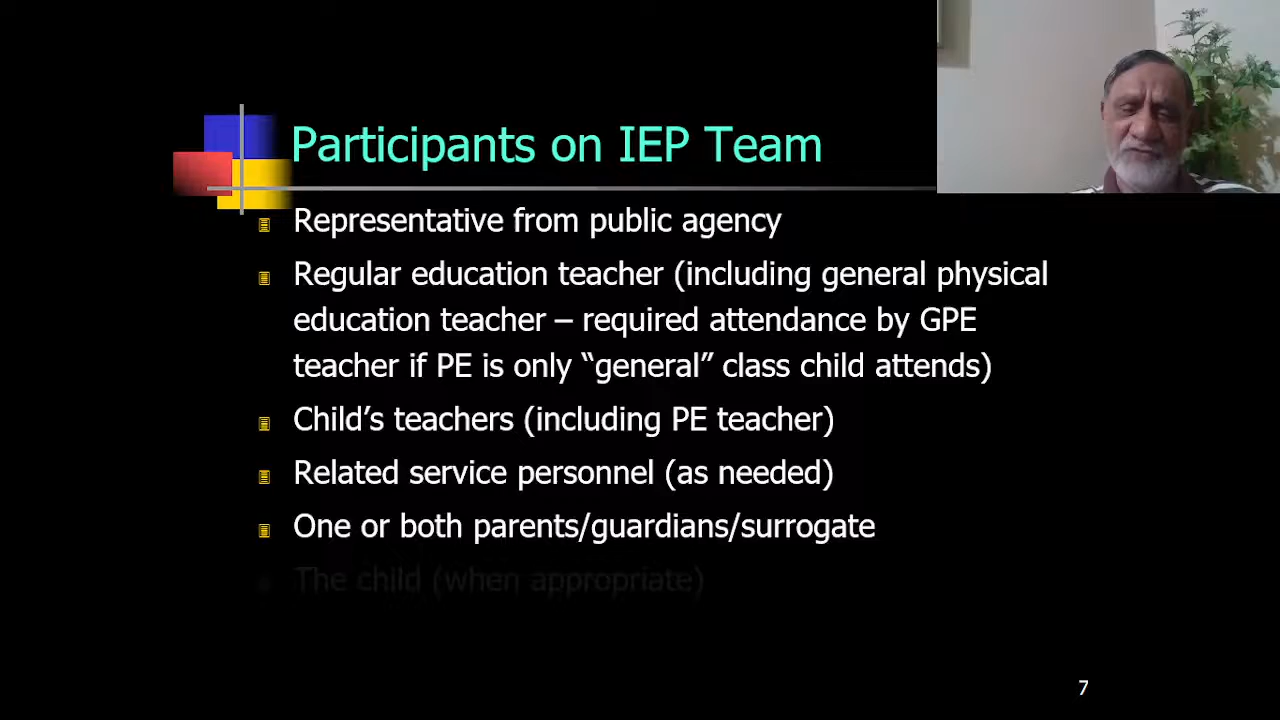 Participants on IEP Team
Representative from public agency
Regular education teacher (including general physical
education teacher – required attendance by GPE
teacher if PE is only “general” class child attends)
Child’s teachers (including PE teacher)
Related service personnel (as needed)
One or both parents/guardians/surrogate
The child (when appropriate)
7